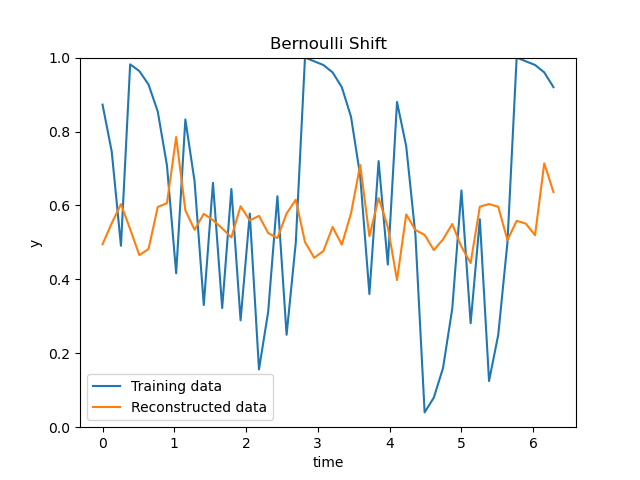 Bernoulli Shift
1.0
0.8
0.6
0.4
0.2
0.0
y
Training data
Reconstructed data
0 1 2 3 4 5 6
time